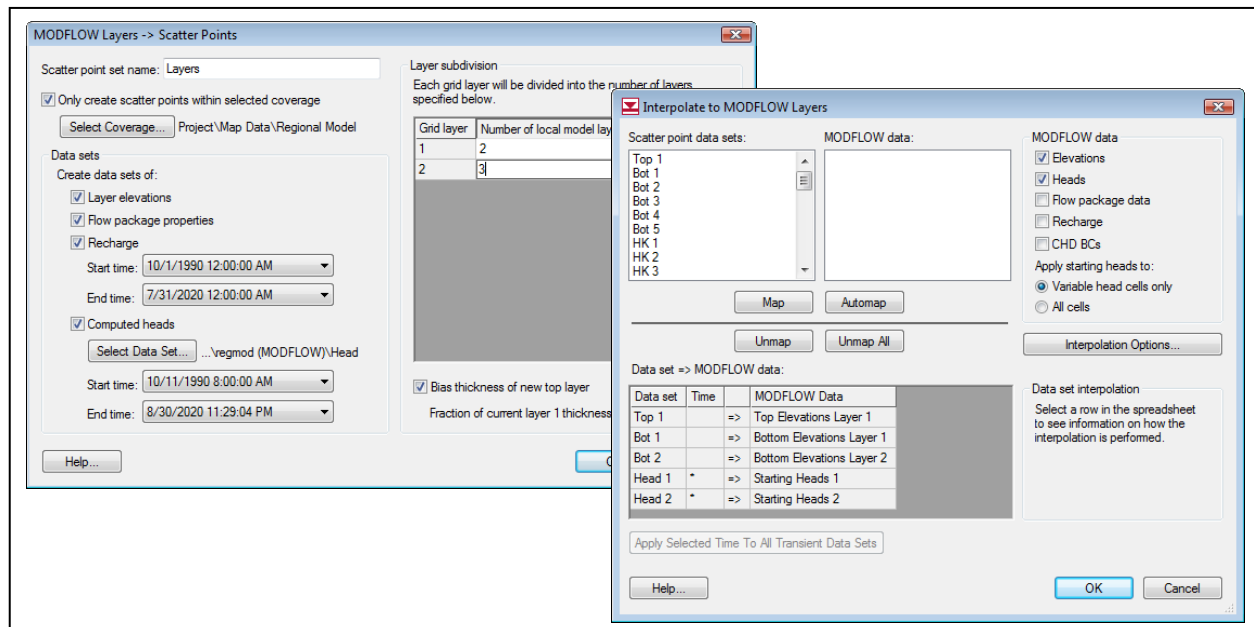 MODFLOW Layers -> Scatter Points
Scatter point set name: Layers
Only create scatter points within selected coverage
Select Coverage... Project\Map Data\Regional Model
Data sets
Create data sets of:
Layer elevations
Flow package properties
Recharge
Start time: 10/1/1990 12:00:00 AM
End time: 7/31/2020 12:00:00 AM
Computed heads
Select Data Set... ...\regmod (MODFLOW)\Head
Start time: 10/11/1990 8:00:00 AM
End time: 8/30/2020 11:29:04 PM
Help...
Layer subdivision
Each grid layer will be divided into the number of layers
specified below.
Grid layer Number of local model lay
1 2
2 3
Bias thickness of new top layer
Fraction of current layer 1 thickness
Interpolate to MODFLOW Layers
Scatter point data sets:
Top 1
Bot 1
Bot 2
Bot 3
Bot 4
Bot 5
HK 1
HK 2
HK 3
MODFLOW data:
Map Automap
Unmap Unmap All
Data set => MODFLOW data:
Data set Time MODFLOW Data
Top 1 => Top Elevations Layer 1
Bot 1 => Bottom Elevations Layer 1
Bot 2 => Bottom Elevations Layer 2
Head 1 * => Starting Heads 1
Head 2 * => Starting Heads 2
Apply Selected Time To All Transient Data Sets
Help...
MODFLOW data
Elevations
Heads
Flow package data
Recharge
CHD BCs
Apply starting heads to:
Variable head cells only
All cells
Interpolation Options...
Data set interpolation
Select a row in the spreadsheet
to see information on how the
interpolation is performed.
OK Cancel